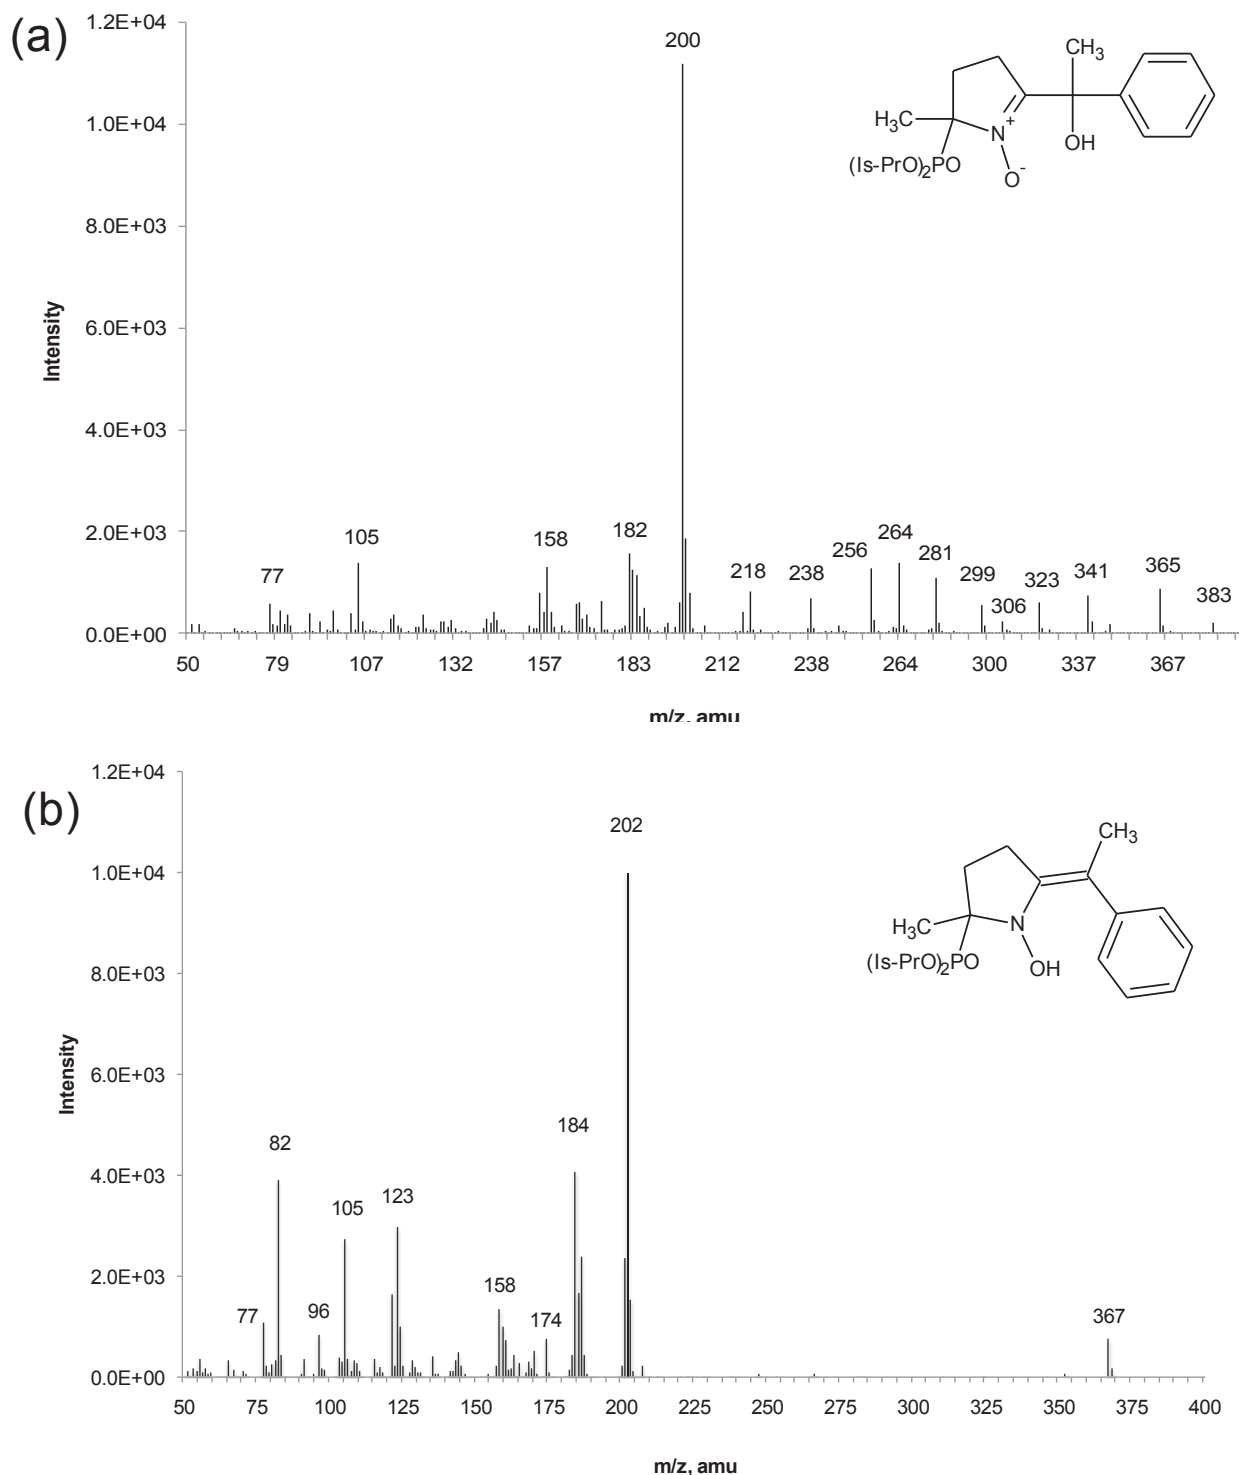 (a)
1.2E+04
1.0E+04
8.0E+03
6.0E+03
4.0E+03
2.0E+03
0.0E+00
Intensity
200
77
105
158
182
218
238
256
264
281
299
306
323
341
365
383
50 79 107 132 157 183 212 238 264 300 337 367
m/z, amu
CH3
H3C
N+
OH
(Is-PrO)2PO
O-
(b)
1.2E+04
1.0E+04
8.0E+03
6.0E+03
4.0E+03
2.0E+03
0.0E+00
Intensity
202
184
82
123
105
77
96
158
174
367
50 75 100 125 150 175 200 225 250 275 300 325 350 375 400
m/z, amu
CH3
H3C
N
(Is-PrO)2PO
OH